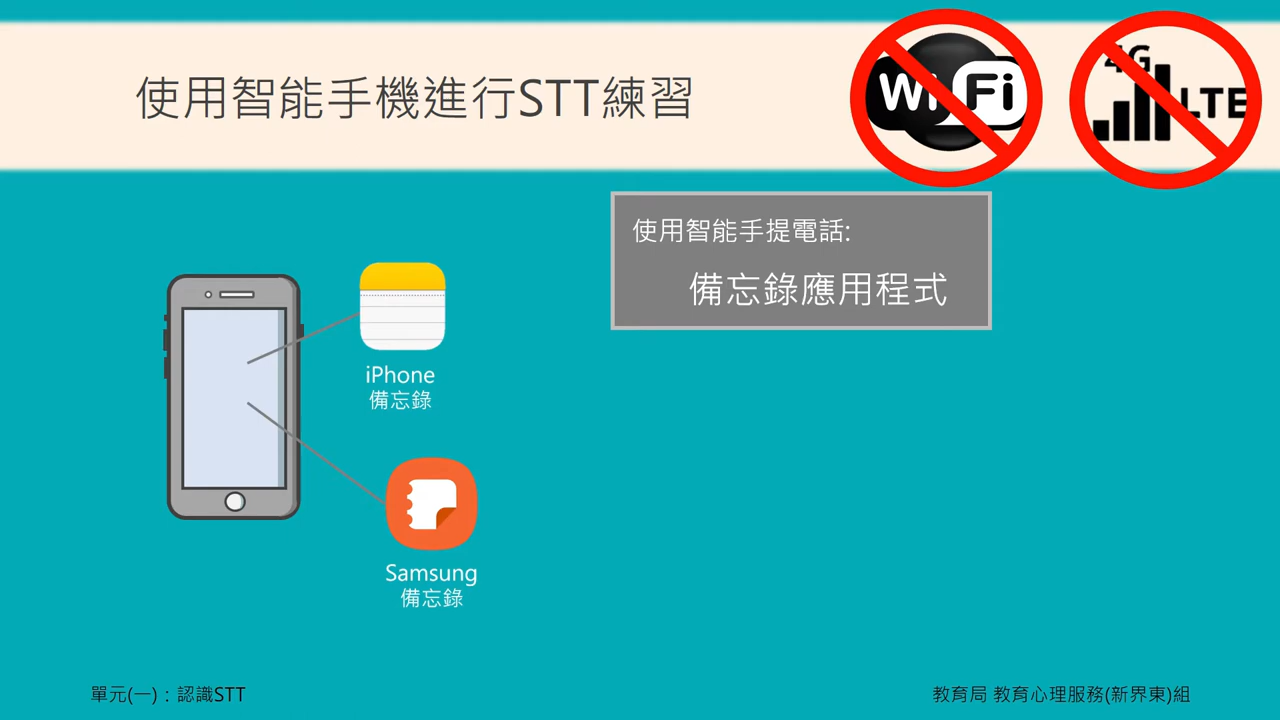 使用智能手機進行STT練習
Wi Fi
4G
LTE
使用智能手提電話:
備忘錄應用程式
iPhone
備忘錄
Samsung
備忘錄
單元(一)：認識STT
教育局 教育心理服務(新界東)組